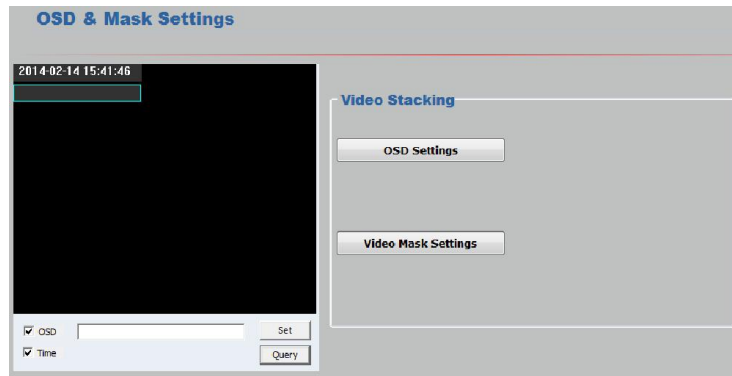 OSD & Mask Settings
2014-02-14 15:41:46
Video Stacking
OSD Settings
Video Mask Settings
OSD
Set
Time
Query